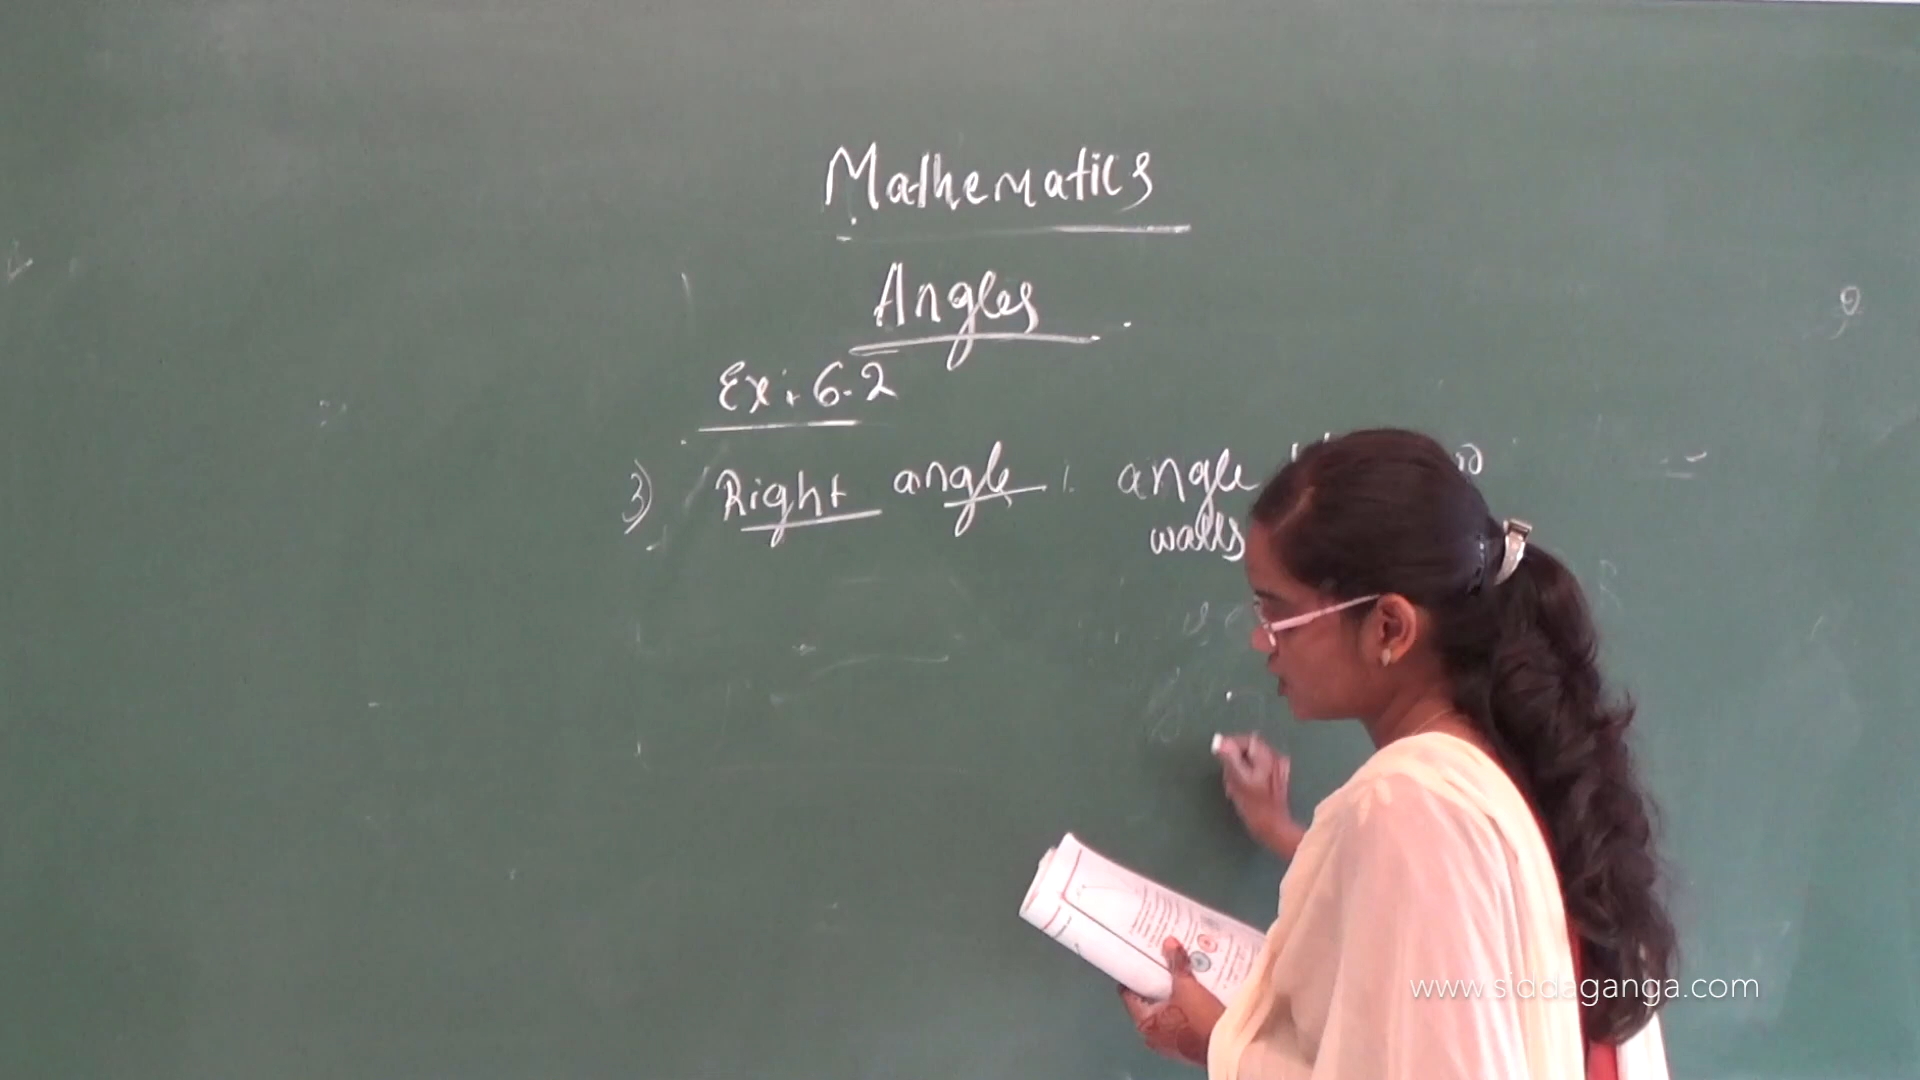 Mathematics
Angles
Ex: 6.2
3) Right angle : angle
walls
www.siddaganga.com